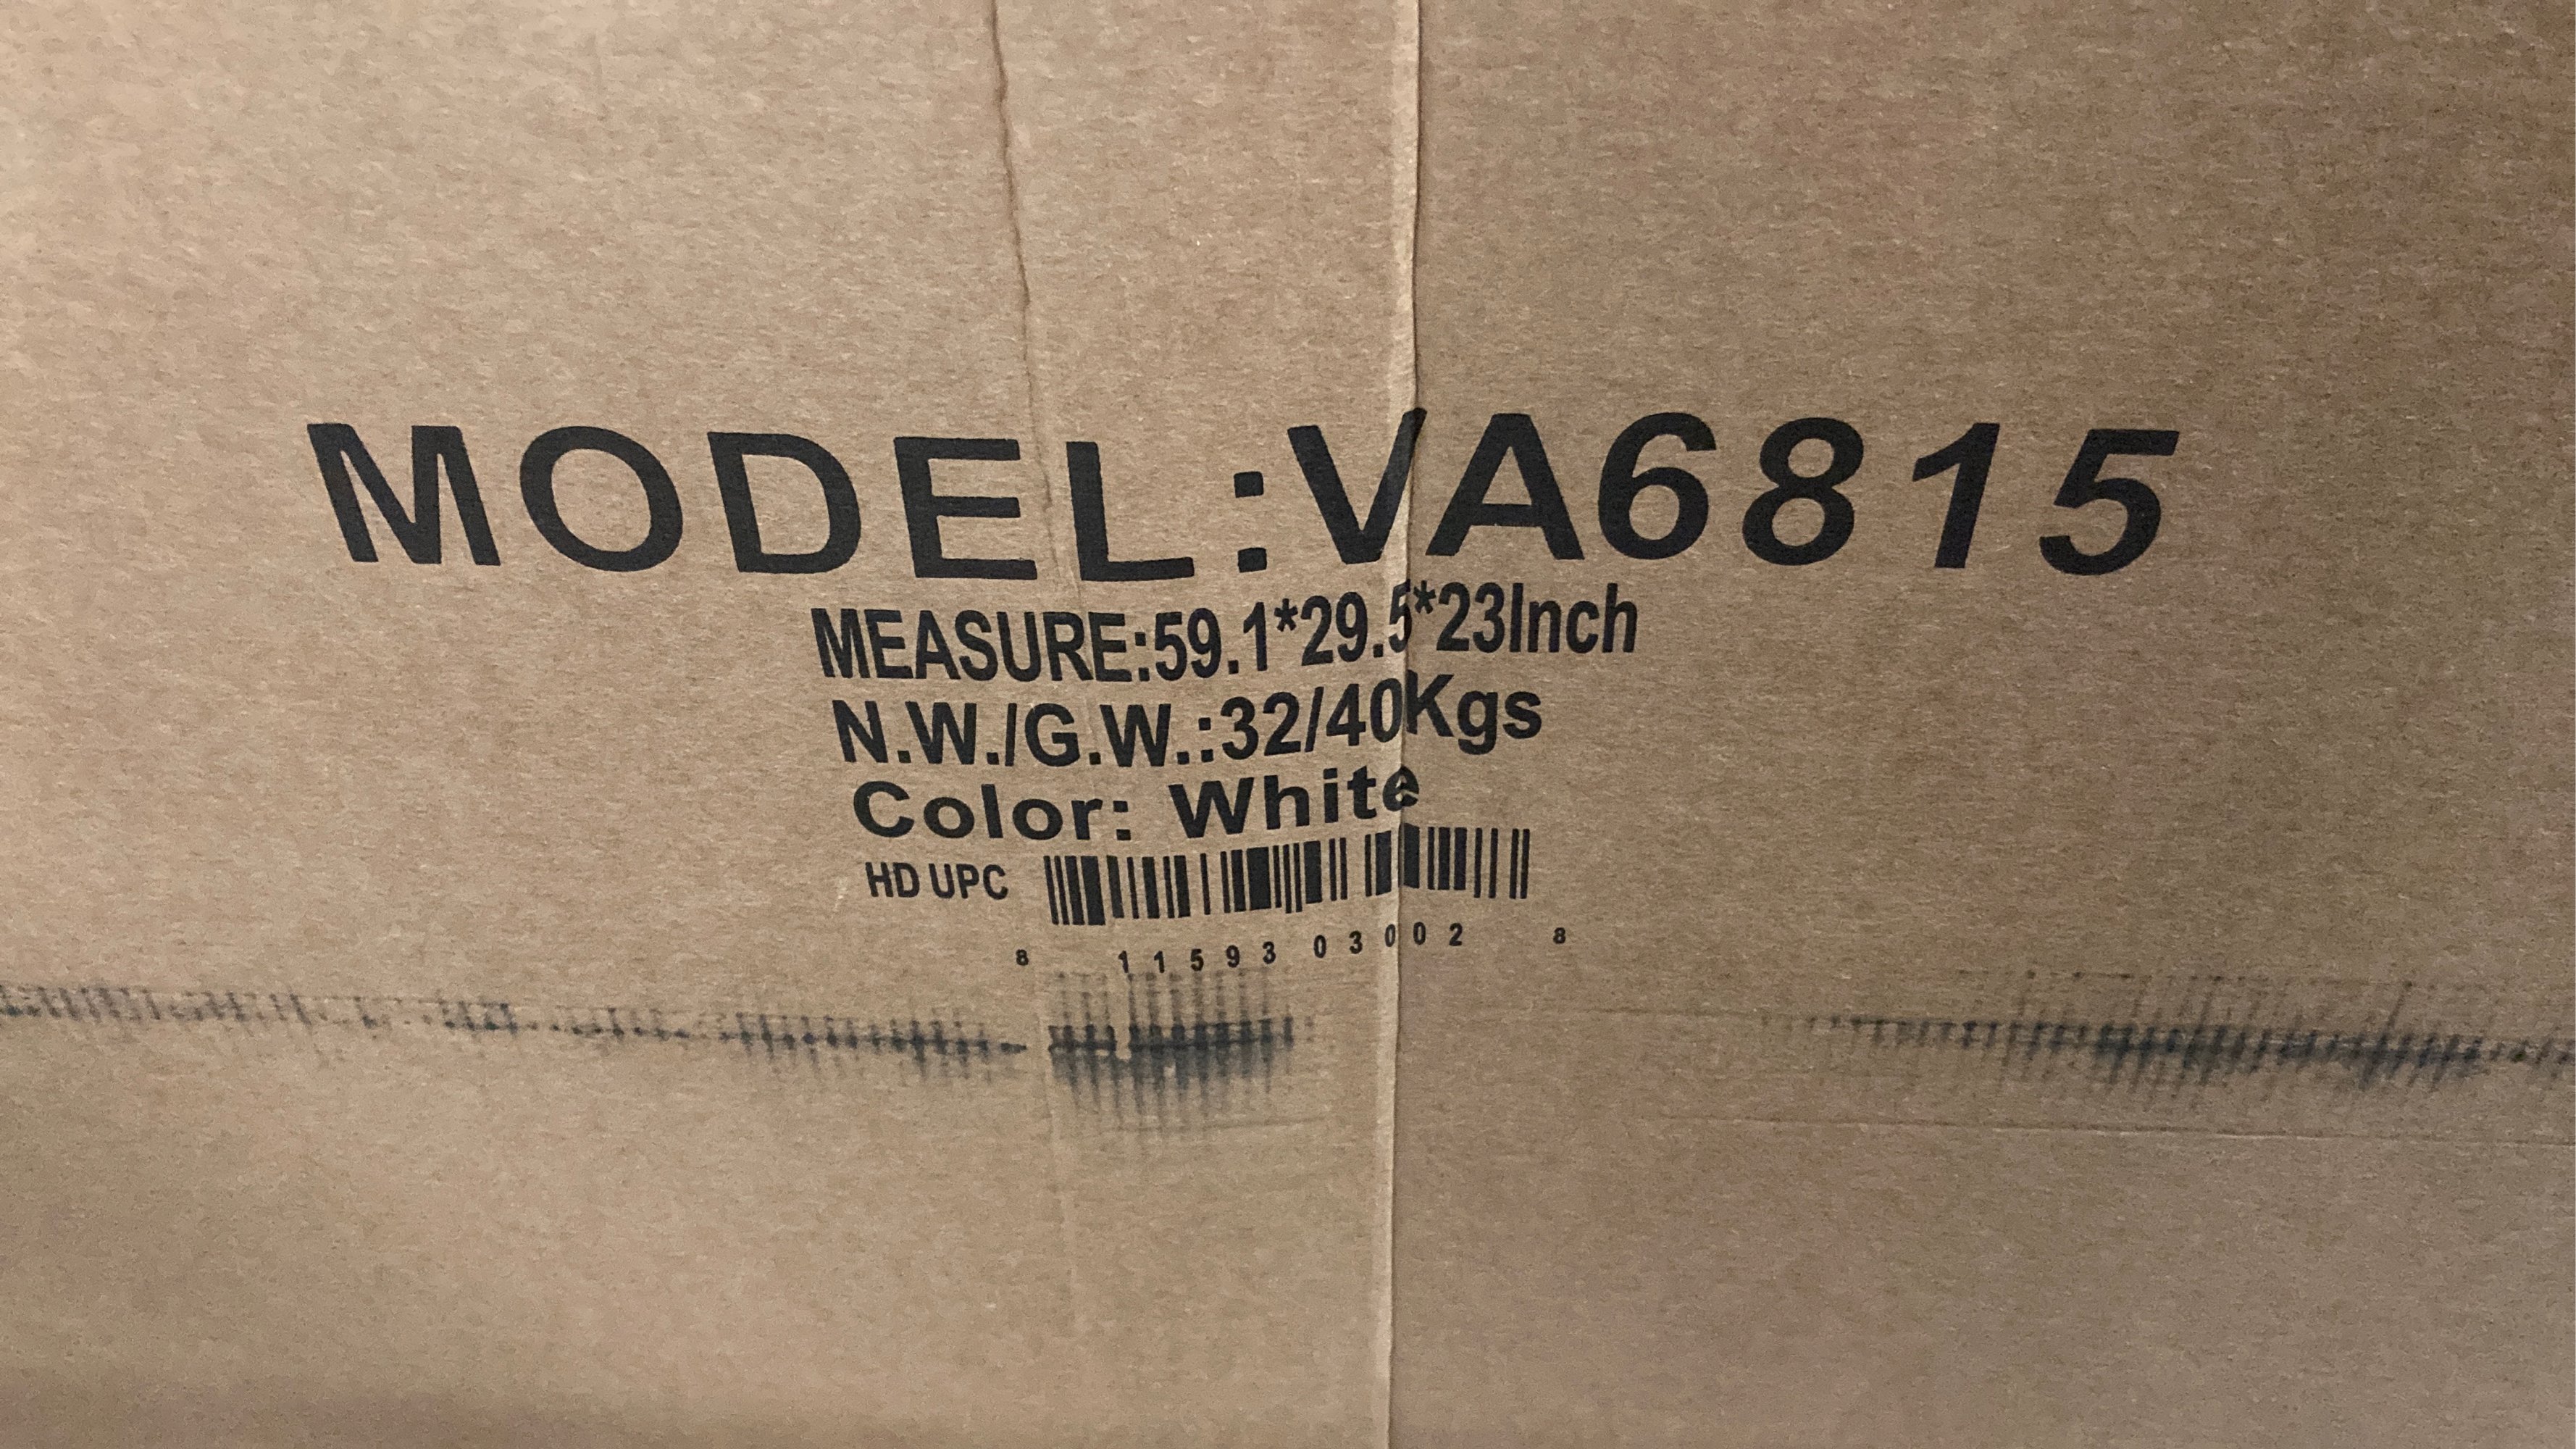 MODEL:VA6815
MEASURE:59.1*29.5*23Inch
N.W./G.W.:32/40Kgs
Color: White
HD UPC
8 11593 03002 8